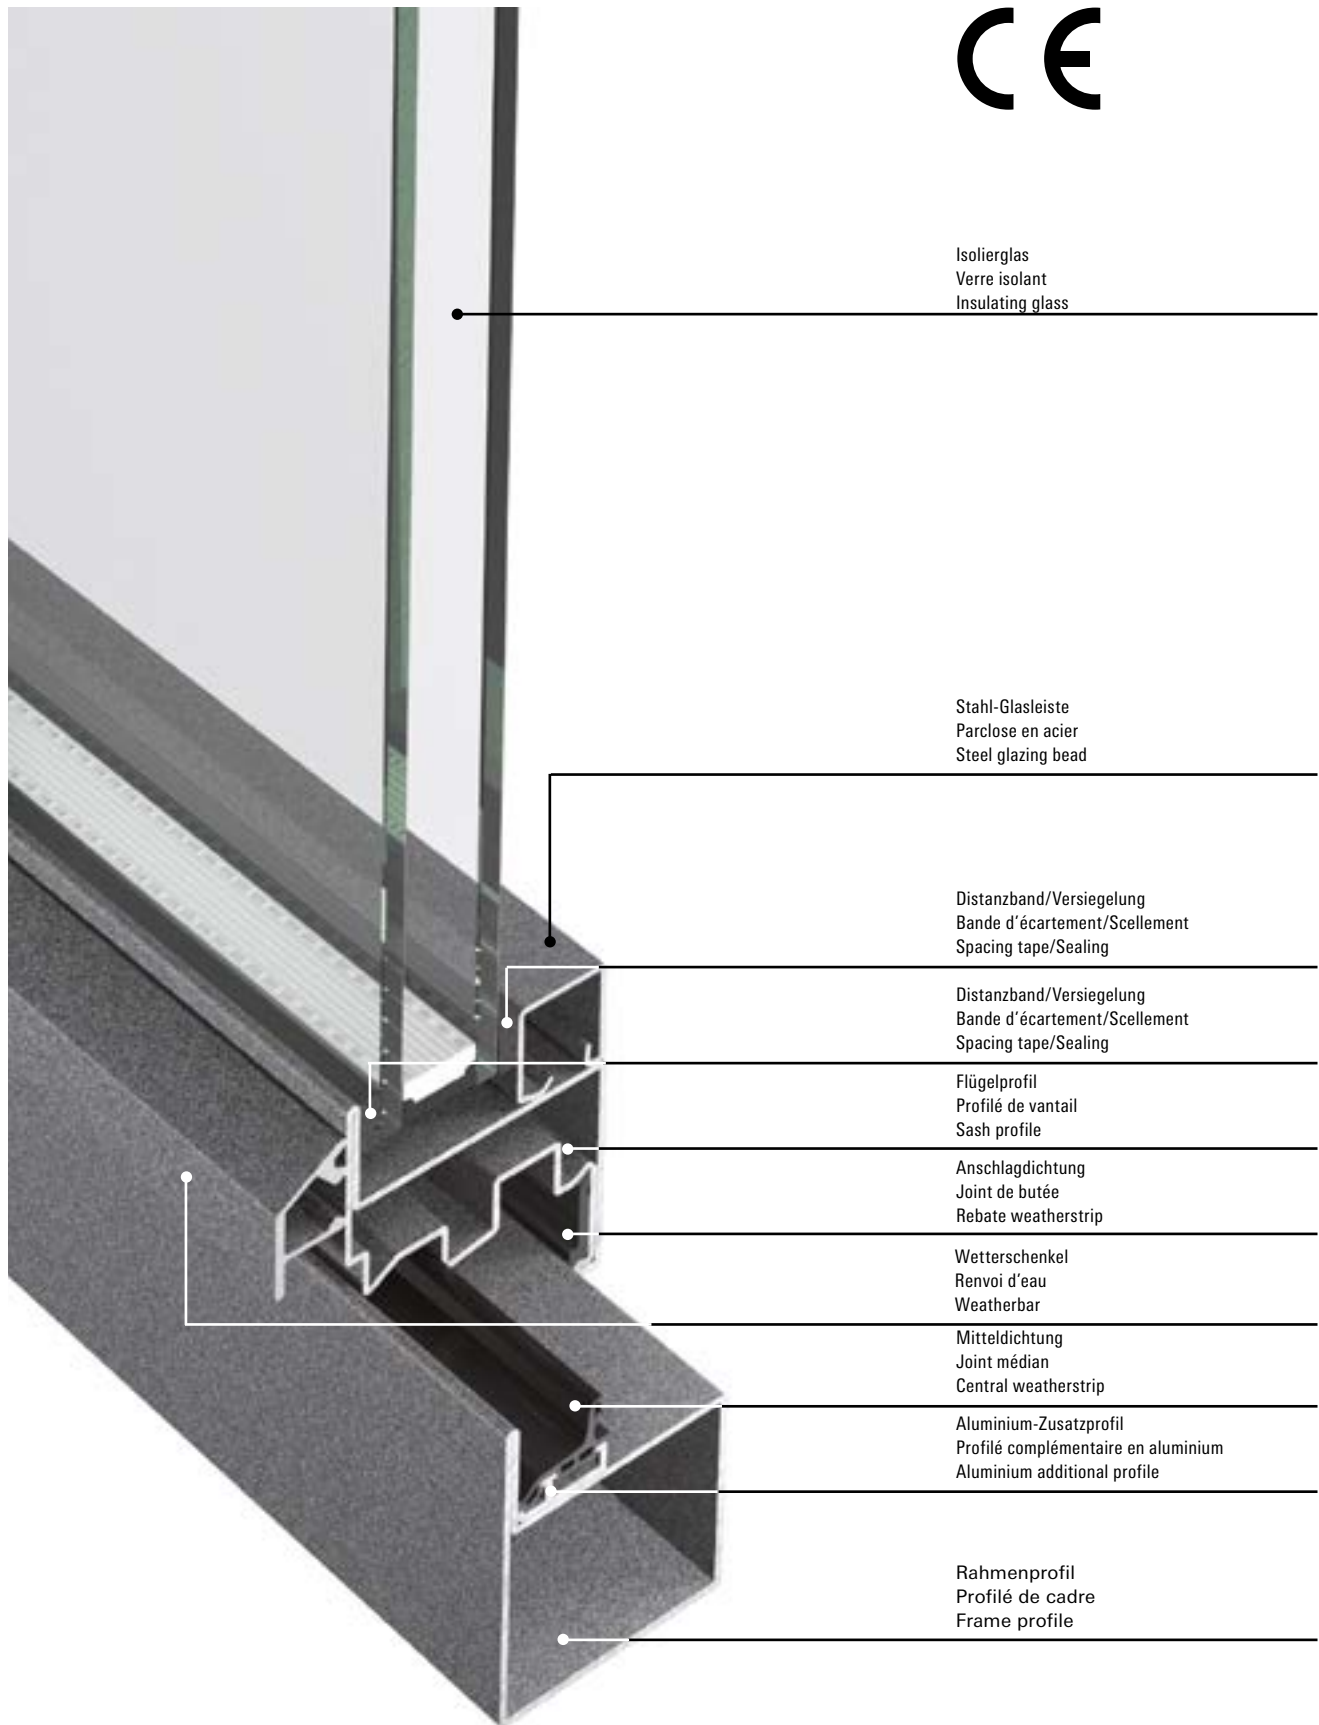 CE
Isolierglas
Verre isolant
Insulating glass
Stahl-Glasleiste
Parclose en acier
Steel glazing bead
Distanzband/Versiegelung
Bande d’écartement/Scellement
Spacing tape/Sealing
Distanzband/Versiegelung
Bande d’écartement/Scellement
Spacing tape/Sealing
Flügelprofil
Profilé de vantail
Sash profile
Anschlagdichtung
Joint de butée
Rebate weatherstrip
Wetterschenkel
Renvoi d’eau
Weatherbar
Mitteldichtung
Joint médian
Central weatherstrip
Aluminium-Zusatzprofil
Profilé complémentaire en aluminium
Aluminium additional profile
Rahmenprofil
Profilé de cadre
Frame profile